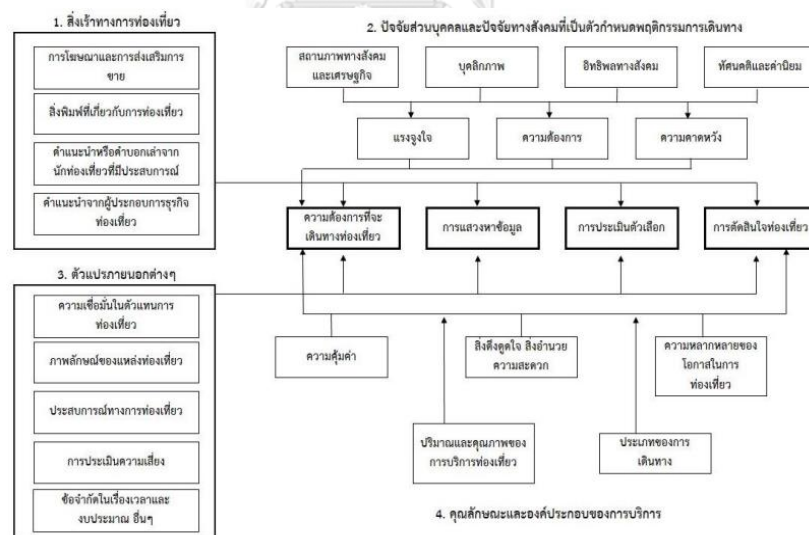 1. สิ่งเร้าทางการท่องเที่ยว
การโฆษณาและการส่งเสริมการ
ขาย
สิ่งพิมพ์ที่เกี่ยวกับการท่องเที่ยว
คำแนะนำหรือคำบอกเล่าจาก
นักท่องเที่ยวที่มีประสบการณ์
คำแนะนำจากผู้ประกอบการธุรกิจ
ท่องเที่ยว
2. ปัจจัยส่วนบุคคลและปัจจัยทางสังคมที่เป็นตัวกำหนดพฤติกรรมการเดินทาง
สถานภาพทางสังคม
และเศรษฐกิจ
บุคลิกภาพ
อิทธิพลทางสังคม
ทัศนคติและค่านิยม
แรงจูงใจ
ความต้องการ
ความคาดหวัง
ความต้องการที่จะ
เดินทางท่องเที่ยว
การแสวงหาข้อมูล
การประเมินตัวเลือก
การตัดสินใจท่องเที่ยว
3. ตัวแปรภายนอกต่างๆ
ความเชื่อมั่นในตัวแทนการ
ท่องเที่ยว
ภาพลักษณ์ของแหล่งท่องเที่ยว
ประสบการณ์ทางการท่องเที่ยว
การประเมินความเสี่ยง
ข้อจำกัดในเรื่องเวลาและ
งบประมาณ อื่นๆ
ความคุ้มค่า
สิ่งดึงดูดใจ สิ่งอำนวย
ความสะดวก
ความหลากหลายของ
โอกาสในการ
ท่องเที่ยว
ปริมาณและคุณภาพของ
การบริการท่องเที่ยว
ประเภทของการ
เดินทาง
4. คุณลักษณะและองค์ประกอบของการบริการ